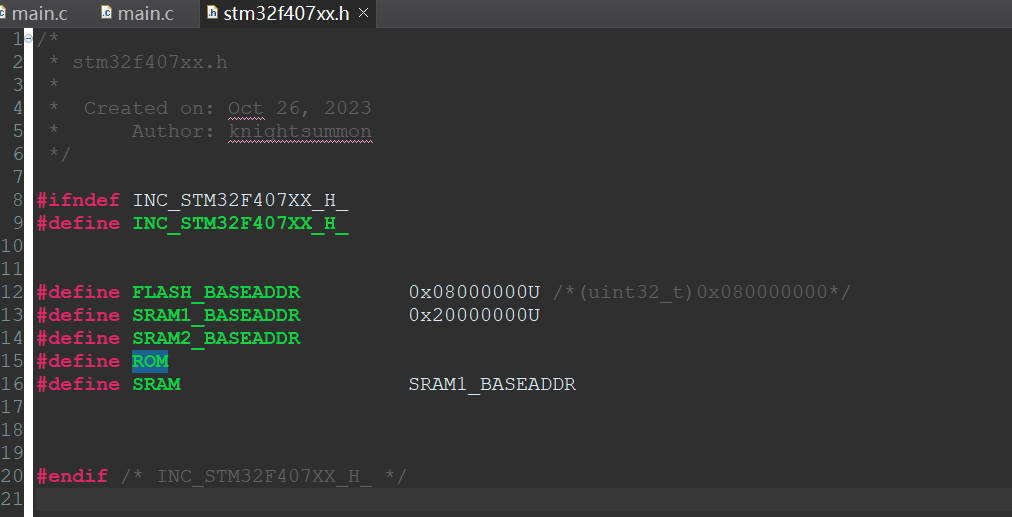 main.c main.c stm32f407xx.h
1 /*
2 * stm32f407xx.h
3 *
4 * Created on: Oct 26, 2023
5 * Author: knightsummon
6 */
7
8 #ifndef INC_STM32F407XX_H_
9 #define INC_STM32F407XX_H_
10
11
12 #define FLASH_BASEADDR 0x08000000U /*(uint32_t)0x080000000*/
13 #define SRAM1_BASEADDR 0x20000000U
14 #define SRAM2_BASEADDR
15 #define ROM
16 #define SRAM SRAM1_BASEADDR
17
18
19
20 #endif /* INC_STM32F407XX_H_ */
21